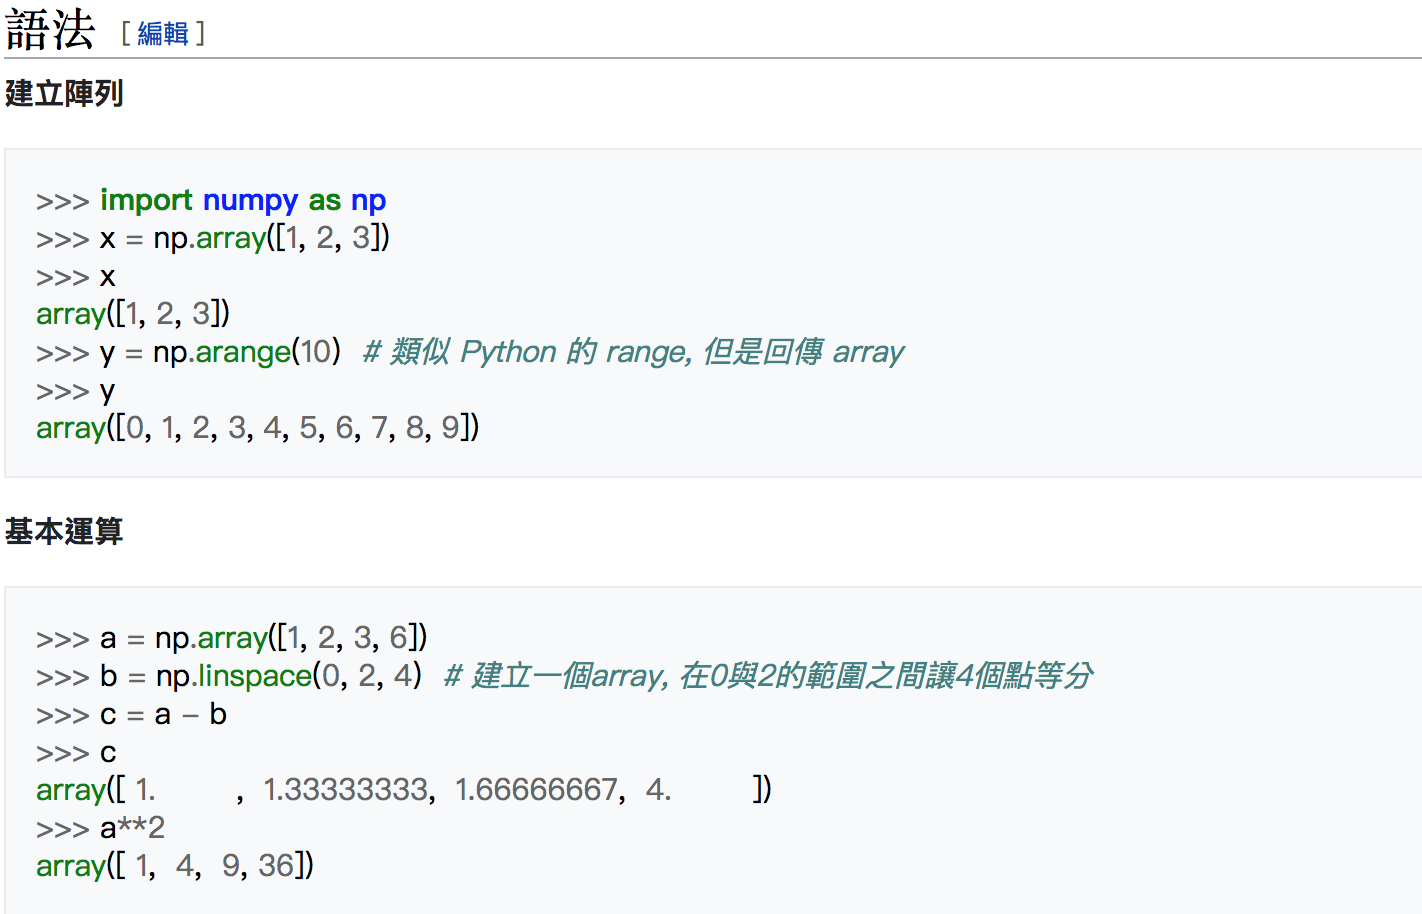 語法 [編輯]
建立陣列
>>> import numpy as np
>>> x = np.array([1, 2, 3])
>>> x
array([1, 2, 3])
>>> y = np.arange(10)  # 類似 Python 的 range, 但是回傳 array
>>> y
array([0, 1, 2, 3, 4, 5, 6, 7, 8, 9])
基本運算
>>> a = np.array([1, 2, 3, 6])
>>> b = np.linspace(0, 2, 4)  # 建立一個array, 在0與2的範圍之間讓4個點等分
>>> c = a - b
>>> c
array([ 1.        ,  1.33333333,  1.66666667,  4.        ])
>>> a**2
array([ 1,  4,  9, 36])